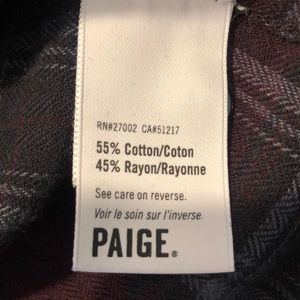 RN#27002 CA#51217
55% Cotton/Coton
45% Rayon/Rayonne
See care on reverse.
Voir le soin sur l'inverse.
PAIGE®